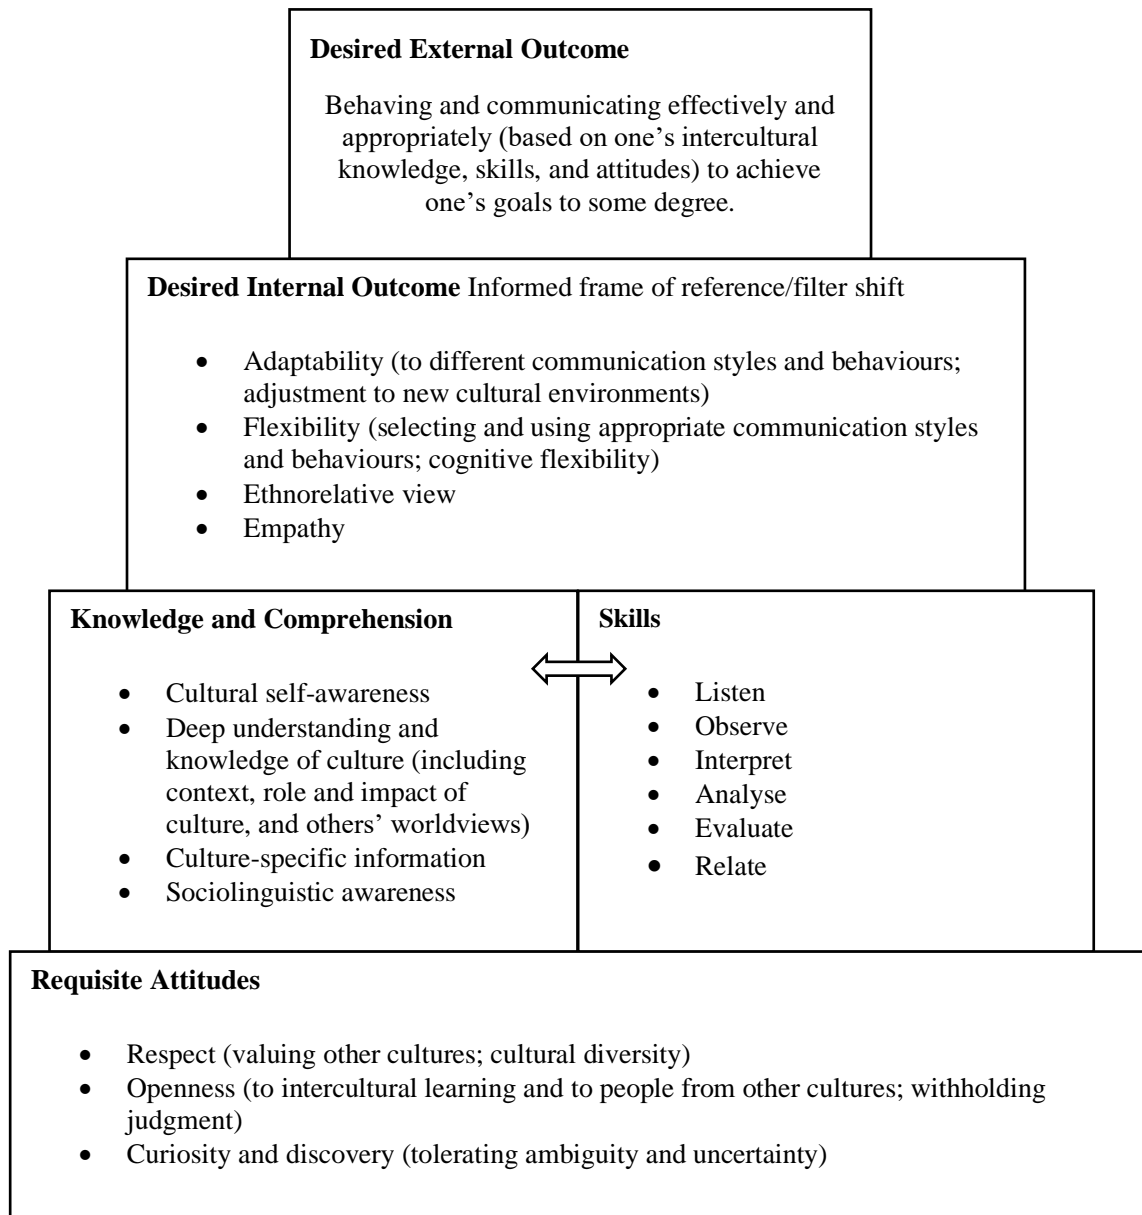 Desired External Outcome
Behaving and communicating effectively and
appropriately (based on one’s intercultural
knowledge, skills, and attitudes) to achieve
one’s goals to some degree.
Desired Internal Outcome Informed frame of reference/filter shift
• Adaptability (to different communication styles and behaviours;
adjustment to new cultural environments)
• Flexibility (selecting and using appropriate communication styles
and behaviours; cognitive flexibility)
• Ethnorelative view
• Empathy
Knowledge and Comprehension
• Cultural self-awareness
• Deep understanding and
knowledge of culture (including
context, role and impact of
culture, and others’ worldviews)
• Culture-specific information
• Sociolinguistic awareness
Skills
• Listen
• Observe
• Interpret
• Analyse
• Evaluate
• Relate
Requisite Attitudes
• Respect (valuing other cultures; cultural diversity)
• Openness (to intercultural learning and to people from other cultures; withholding
judgment)
• Curiosity and discovery (tolerating ambiguity and uncertainty)